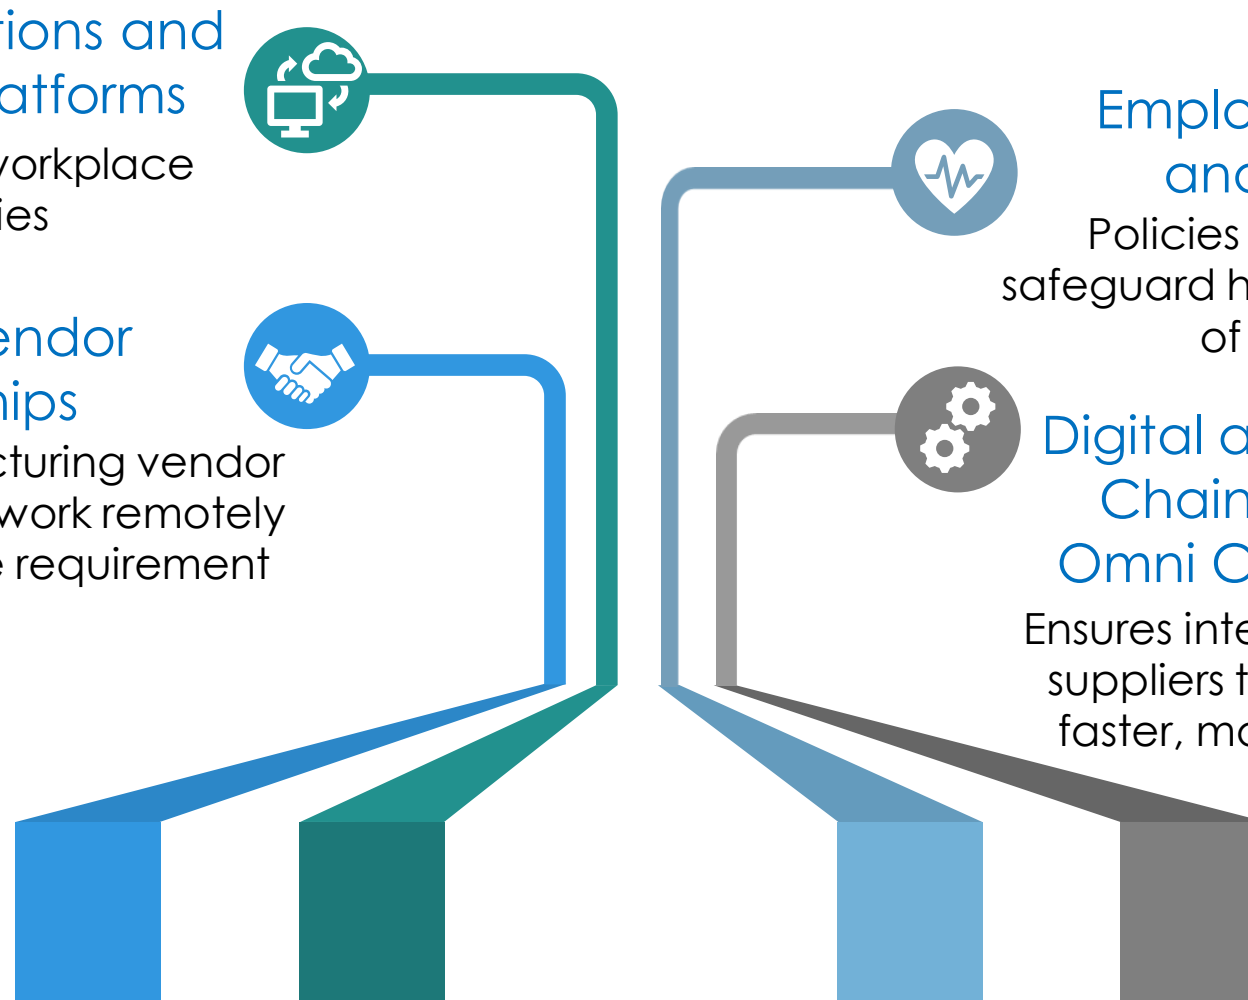 tions and
atforms
workplace
ies
endor
hips
cturing vendor
work remotely
e requirement
Emplo
and
Policies
safeguard h
of
Digital a
Chain
Omni C
Ensures inte
suppliers t
faster, mo